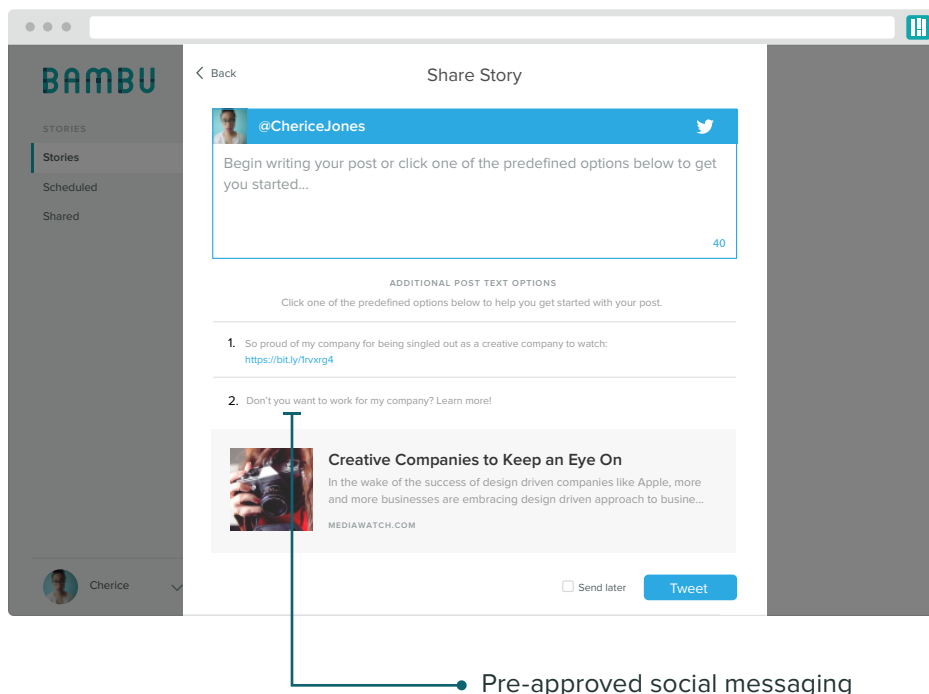 BAMBU
STORIES
Stories
Scheduled
Shared
Cherice
Back
Share Story
@ChericeJones
Begin writing your post or click one of the predefined options below to get
you started...
40
ADDITIONAL POST TEXT OPTIONS
Click one of the predefined options below to help you get started with your post.
1. So proud of my company for being singled out as a creative company to watch:
https://bit.ly/1rvxrg4
2. Don't you want to work for my company? Learn more!
Creative Companies to Keep an Eye On
In the wake of the success of design driven companies like Apple, more
and more businesses are embracing design driven approach to busine...
MEDIAWATCH.COM
Send later
Tweet
Pre-approved social messaging